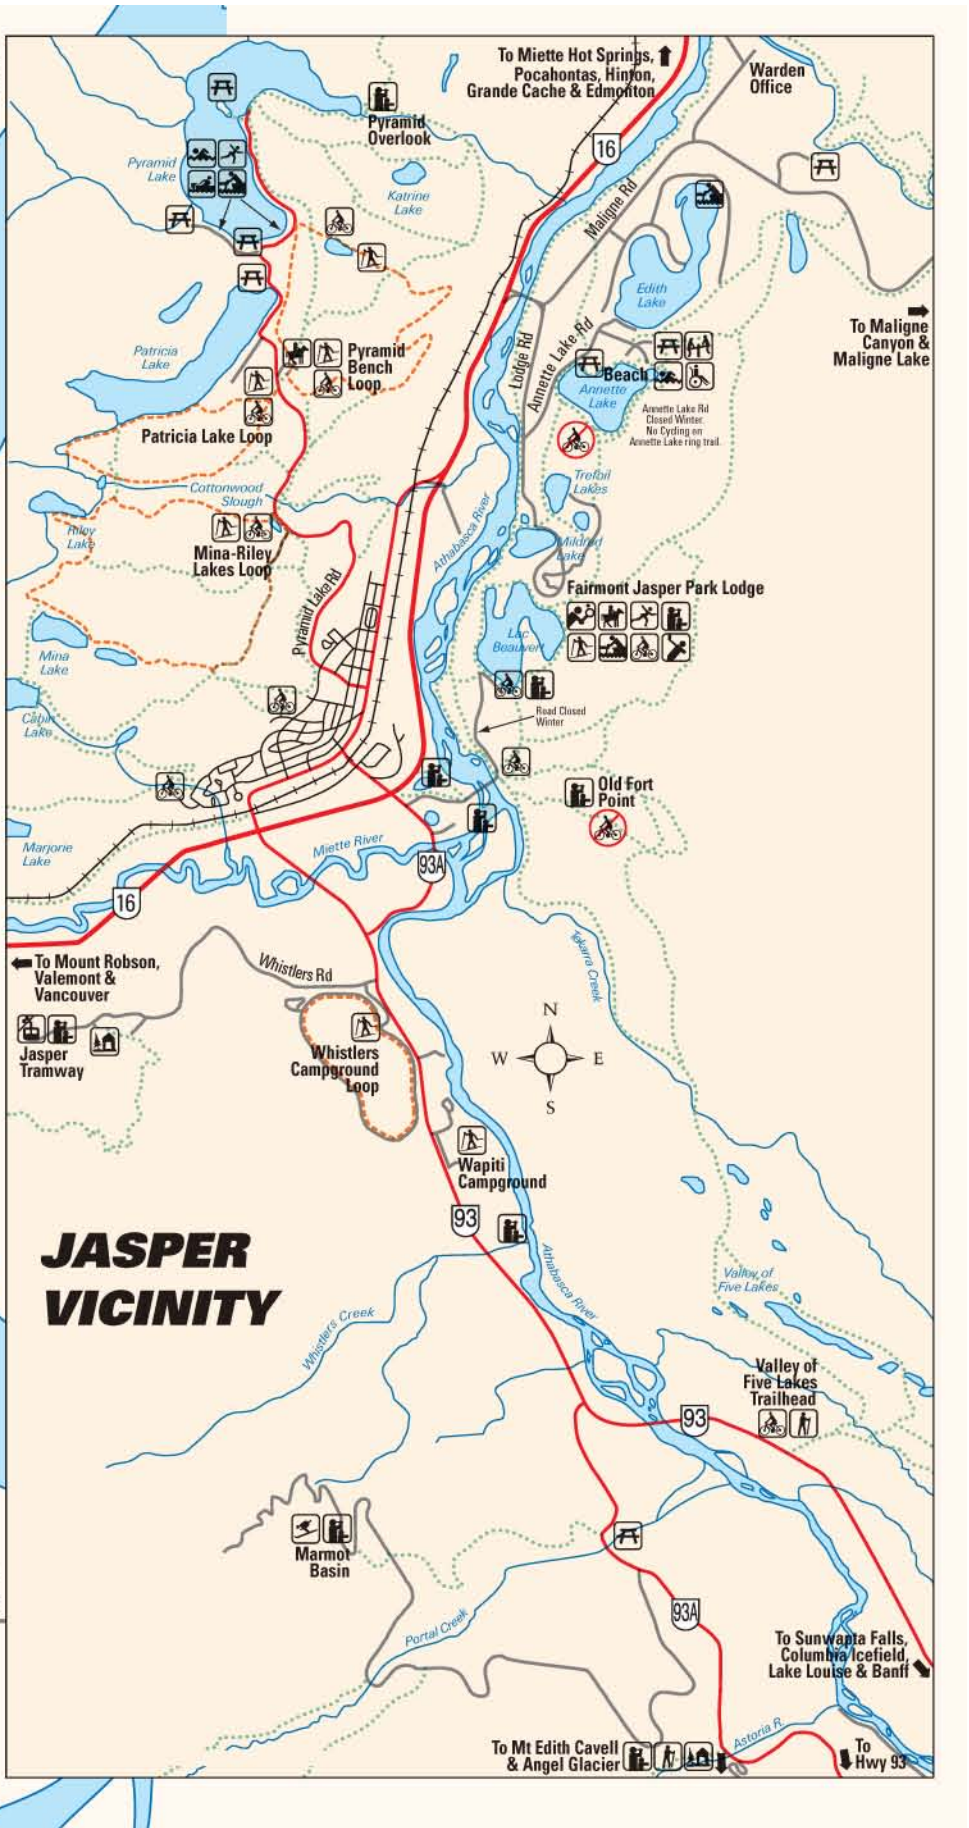 To Miette Hot Springs,
Pocahontas, Hinton,
Grande Cache & Edmonton
Warden
Office
Pyramid
Overlook
16
Pyramid
Lake
Katrine
Lake
Maligne Rd
Edith
Lake
To Maligne
Canyon &
Maligne Lake
Patricia
Lake
Pyramid
Bench
Loop
Lodge Rd
Annette Lake Rd
Beach
Annette
Lake
Annette Lake Rd
Closed Winter.
No Cycling on
Annette Lake ring trail.
Patricia Lake Loop
Cottonwood
Slough
Trefoil
Lakes
Athabasca River
Riley
Lake
Mina-Riley
Lakes Loop
Mildred
Lake
Pyramid Lake Rd
Fairmont Jasper Park Lodge
Lac
Beauvert
Mina
Lake
Cabin
Lake
Road Closed
Winter
Old Fort
Point
Marjorie
Lake
Miette River
93A
16
Tekarra Creek
To Mount Robson,
Valemont &
Vancouver
Whistlers Rd
Jasper
Tramway
Whistlers
Campground
Loop
N
W
E
S
Wapiti
Campground
93
JASPER
VICINITY
Athabasca River
Valley of
Five Lakes
Whistlers Creek
Valley of
Five Lakes
Trailhead
93
Marmot
Basin
93A
Portal Creek
To Sunwapta Falls,
Columbia Icefield,
Lake Louise & Banff
Astoria R.
To Mt Edith Cavell
& Angel Glacier
To
Hwy 93